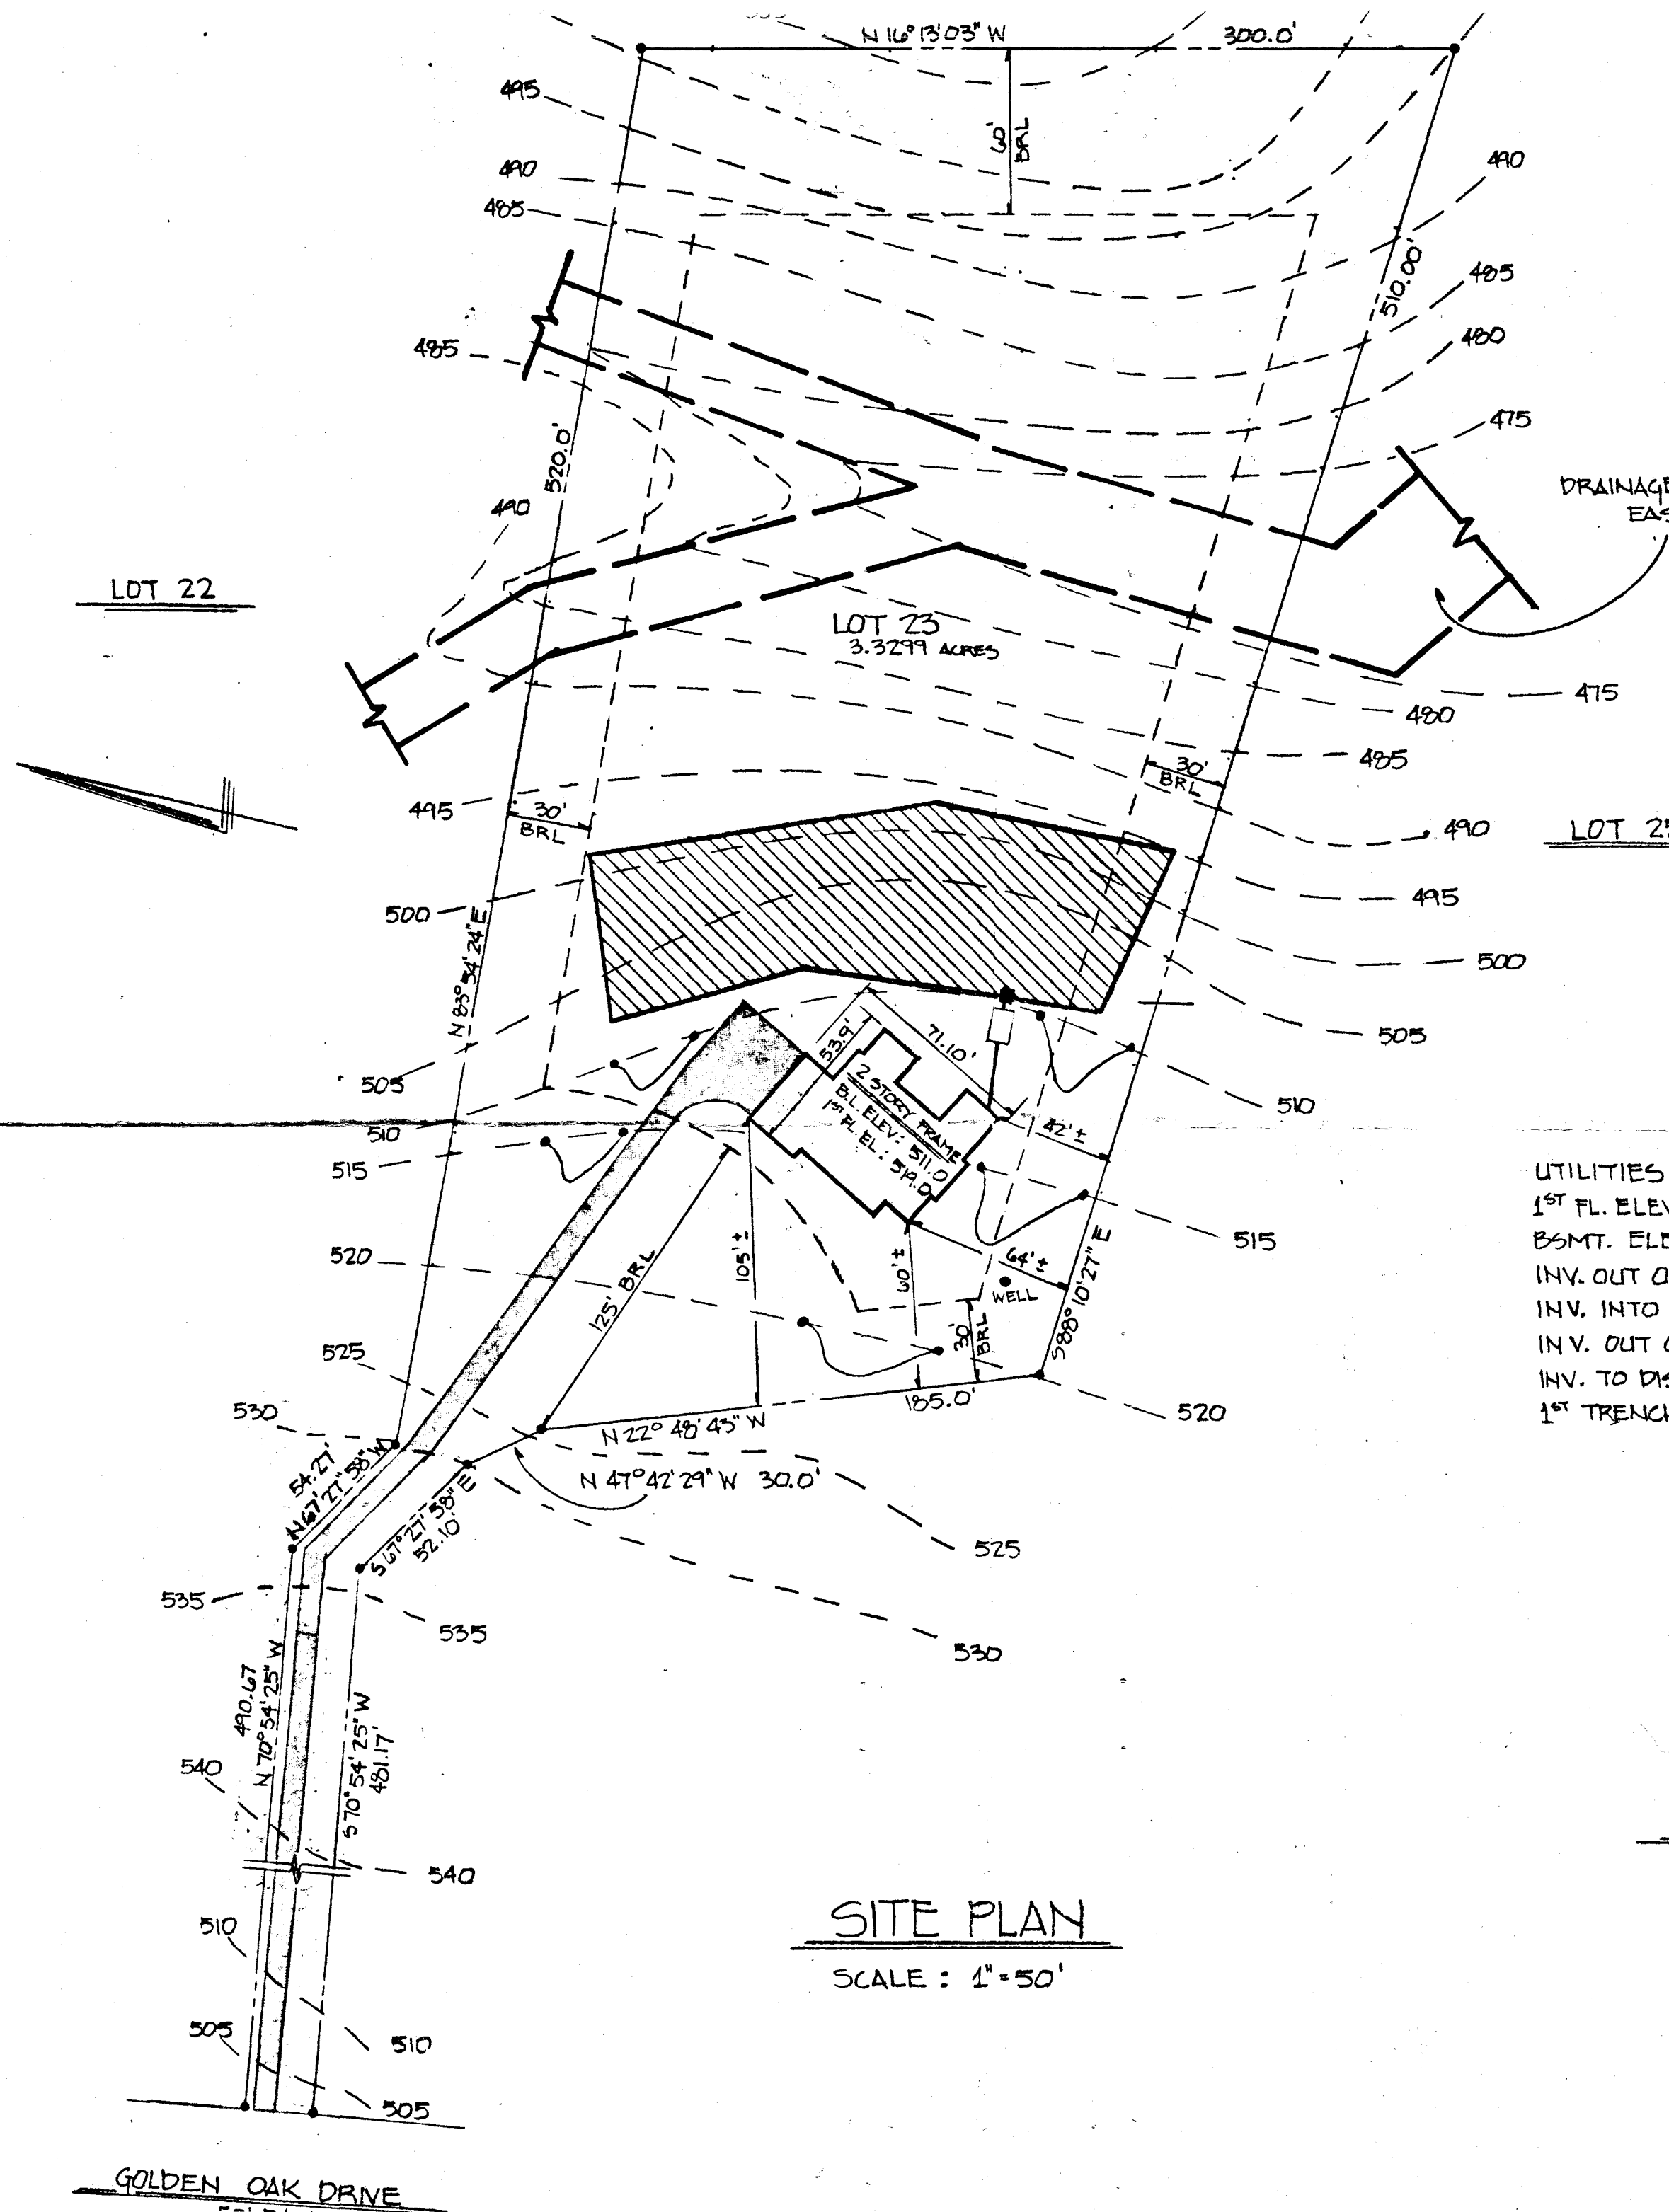 N 16° 13' 03" W
300.0'
495
60'
BRL
490
490
485
510.00'
485
480
485
475
520.0'
490
DRAINAGE
LOT 22
LOT 23
3.3299 ACRES
475
480
485
30'
BRL
495
30'
BRL
490
495
500
N 83° 54' 24" E
500
505
505
53.9'
71.10'
2 STORY FRAME
B.L. ELEV: 511.0
1ST FL. EL.: 519.0
510
42'±
510
515
UTILITIES
1ST FL. ELEV
BSMT. ELE
INV. OUT O
INV. INTO
INV. OUT
INV. TO DIS
1ST TRENCH
515
520
125' BRL
105'±
60'±
64'±
WELL
30'
BRL
S 88° 10' 27" E
525
530
N 22° 48' 43" W
185.0'
520
54.27'
N 67° 27' 58" W
N 47° 42' 29" W 30.0'
S 67° 27' 58" E
52.10'
525
535
535
530
490.67
N 70° 54' 25" W
S 70° 54' 25" W
481.17'
540
540
SITE PLAN
SCALE: 1"=50'
510
505
510
505
GOLDEN OAK DRIVE